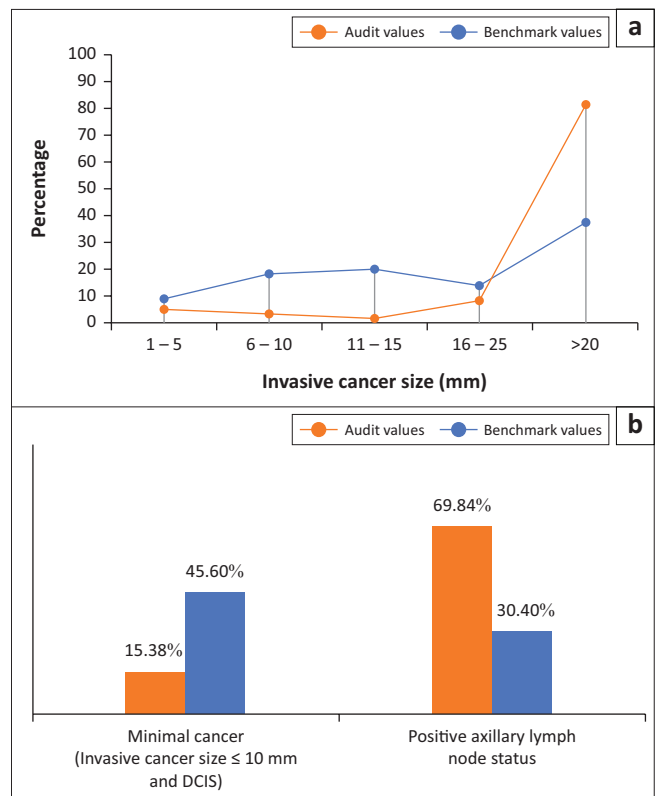 Audit values Benchmark values a
100
90
80
70
60
50
40
30
20
10
0
Percentage
1 – 5 6 – 10 11 – 15 16 – 25 >20
Invasive cancer size (mm)
Audit values Benchmark values b
69.84%
45.60%
30.40%
15.38%
Minimal cancer
(Invasive cancer size ≤ 10 mm
and DCIS)
Positive axillary lymph
node status